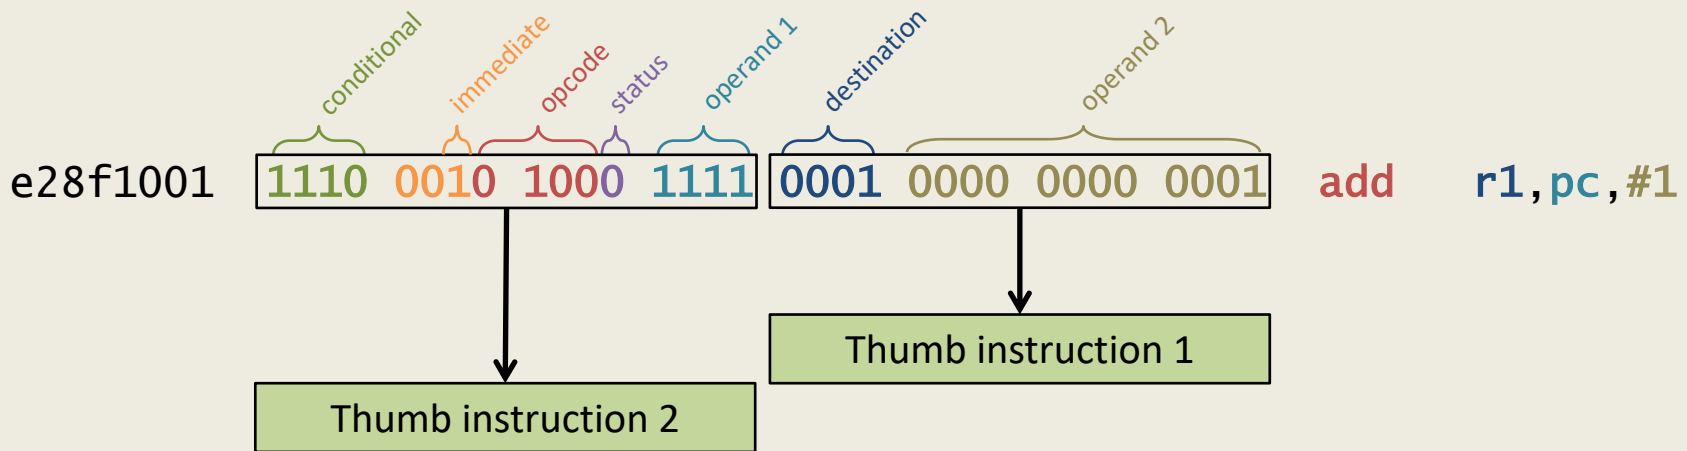 conditional immediate opcode status operand 1 destination operand 2
e28f1001 1110 0010 1000 1111 0001 0000 0000 0001 add r1,pc,#1
Thumb instruction 1
Thumb instruction 2